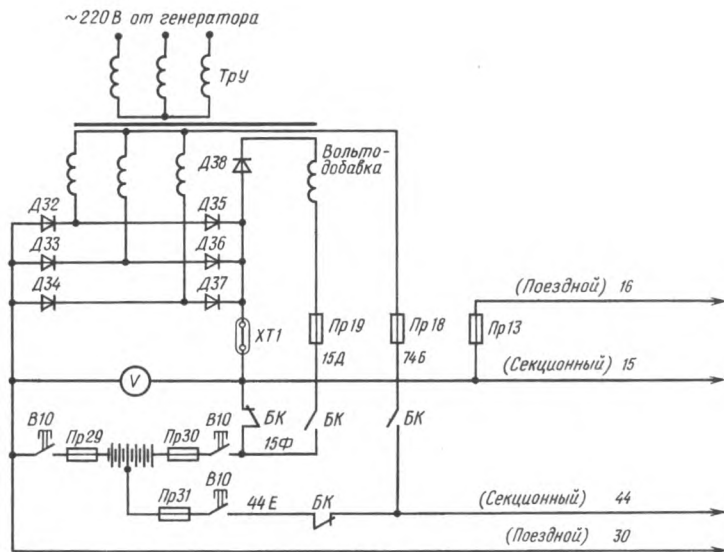 ~220 В от генератора
ТрУ
Вольто-
добавка
Д38
Д32
Д35
Д33
Д36
Д34
Д37
(Поездной) 16
Пр19
Пр18
Пр13
ХТ1
15Д
74Б
(Секционный) 15
V
БК
БК
БК
В10
В10
Пр29
Пр30
15Ф
В10
Пр31
44Е
БК
(Секционный) 44
(Поездной) 30